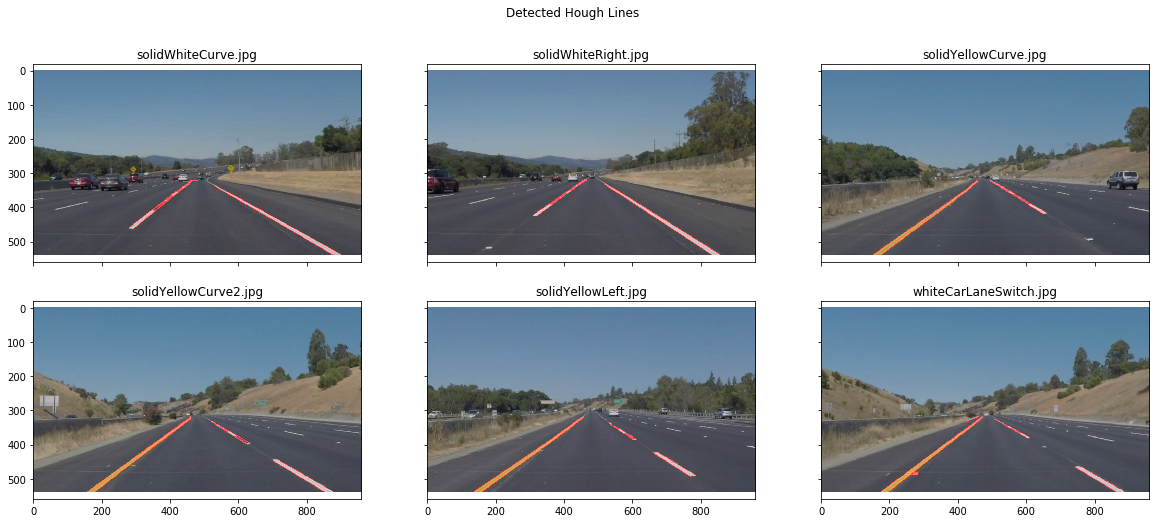 Detected Hough Lines
solidWhiteCurve.jpg
solidWhiteRight.jpg
solidYellowCurve.jpg
0
100
200
300
400
500
solidYellowCurve2.jpg
solidYellowLeft.jpg
whiteCarLaneSwitch.jpg
0
100
200
300
400
500
0 200 400 600 800
0 200 400 600 800
0 200 400 600 800